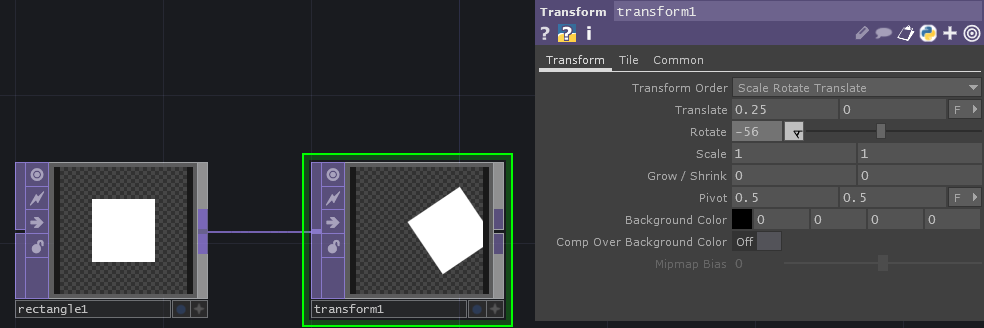 Transform transform1
? ? i
Transform Tile Common
Transform Order Scale Rotate Translate
Translate 0.25 0 F
Rotate -56
Scale 1 1
Grow / Shrink 0 0
Pivot 0.5 0.5 F
Background Color 0 0 0 0
Comp Over Background Color Off
Mipmap Bias 0
rectangle1
transform1